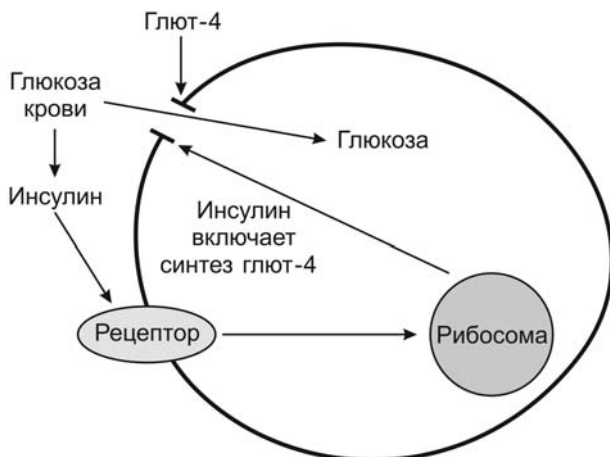 Глют-4
Глюкоза
крови
Глюкоза
Инсулин
Инсулин
включает
синтез глют-4
Рецептор
Рибосома